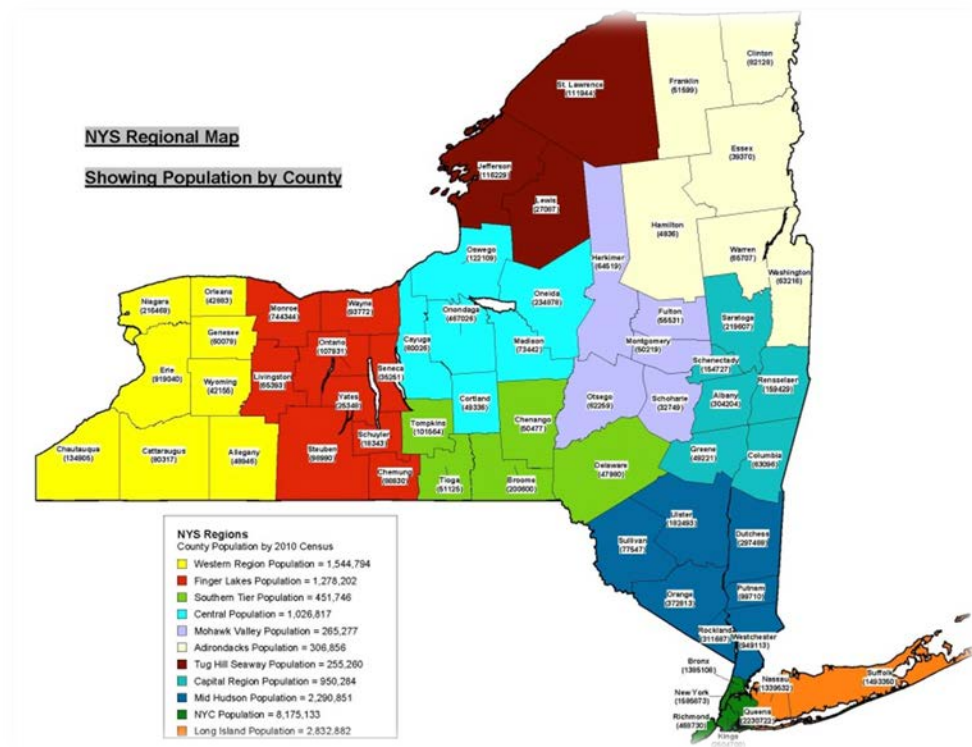 NYS Regional Map
Showing Population by County
Clinton
(82128)
Franklin
(51599)
St. Lawrence
(111944)
Essex
(39370)
Jefferson
(116229)
Lewis
(27087)
Hamilton
(4836)
Warren
(65707)
Washington
(63216)
Oswego
(122109)
Herkimer
(64519)
Oneida
(234878)
Saratoga
(219607)
Fulton
(55531)
Niagara
(216469)
Orleans
(42883)
Monroe
(744344)
Wayne
(93772)
Onondaga
(467026)
Cayuga
(80026)
Madison
(73442)
Montgomery
(50219)
Schenectady
(154727)
Genesee
(60079)
Ontario
(107931)
Seneca
(35251)
Erie
(919040)
Wyoming
(42155)
Livingston
(65393)
Yates
(25348)
Cortland
(49336)
Otsego
(62259)
Schoharie
(32749)
Albany
(304204)
Rensselaer
(159429)
Chenango
(50477)
Tompkins
(101564)
Schuyler
(18343)
Steuben
(98990)
Chautauqua
(134905)
Cattaraugus
(80317)
Allegany
(48946)
Chemung
(88830)
Tioga
(51125)
Broome
(200600)
Delaware
(47980)
Greene
(49221)
Columbia
(63096)
Ulster
(182493)
Dutchess
(297488)
Sullivan
(77547)
Orange
(372813)
Putnam
(99710)
Rockland
(311687)
Westchester
(949113)
Bronx
(1385108)
New York
(1585873)
Richmond
(468730)
Kings
Queens
(2230722)
Nassau
(1339532)
Suffolk
(1493350)
NYS Regions
County Population by 2010 Census
Western Region Population = 1,544,794
Finger Lakes Population = 1,278,202
Southern Tier Population = 451,746
Central Population = 1,026,817
Mohawk Valley Population = 265,277
Adirondacks Population = 306,856
Tug Hill Seaway Population = 255,260
Capital Region Population = 950,284
Mid Hudson Population = 2,290,851
NYC Population = 8,175,133
Long Island Population = 2,832,882